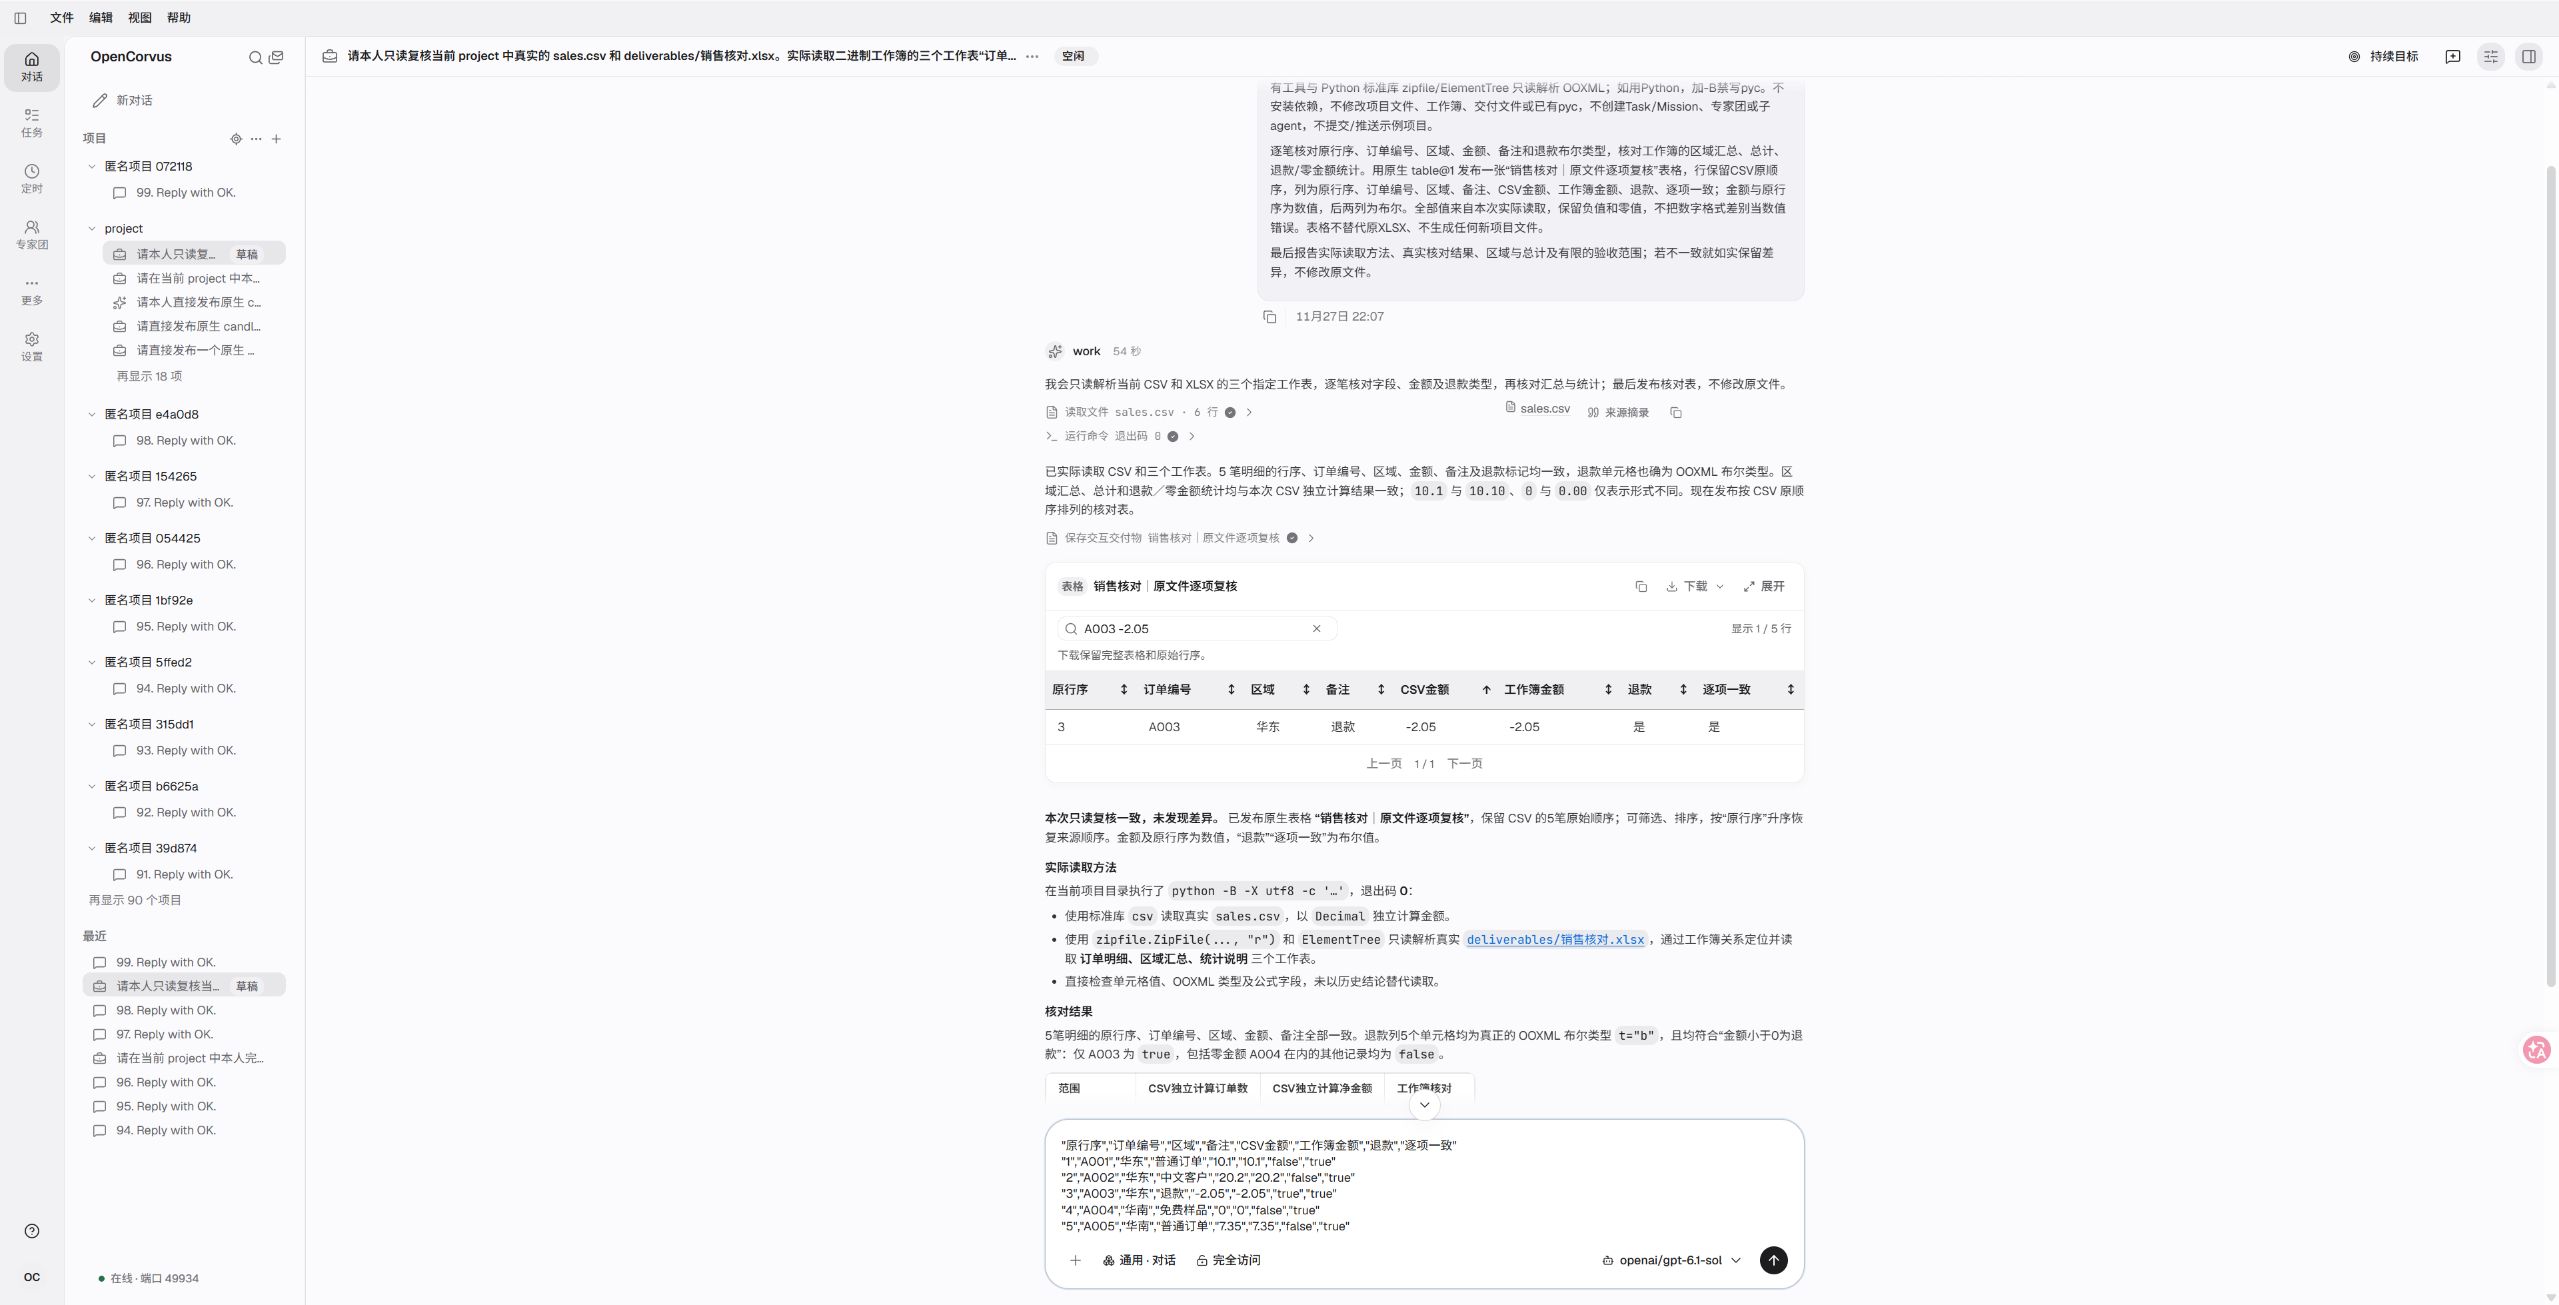 文件 编辑 视图 帮助
OpenCorvus
对话
任务
定时
专家团
更多
设置
OC
新对话
项目
匿名项目 072118
99. Reply with OK.
project
请本人只读复... 草稿
请在当前 project 中本...
请本人直接发布原生 c...
请直接发布原生 candl...
请直接发布一个原生 ...
再显示 18 项
匿名项目 e4a0d8
98. Reply with OK.
匿名项目 154265
97. Reply with OK.
匿名项目 054425
96. Reply with OK.
匿名项目 1bf92e
95. Reply with OK.
匿名项目 5ffed2
94. Reply with OK.
匿名项目 315dd1
93. Reply with OK.
匿名项目 b6625a
92. Reply with OK.
匿名项目 39d874
91. Reply with OK.
再显示 90 个项目
最近
99. Reply with OK.
请本人只读复核当... 草稿
98. Reply with OK.
97. Reply with OK.
请在当前 project 中本人完...
96. Reply with OK.
95. Reply with OK.
94. Reply with OK.
在线 · 端口 49934
请本人只读复核当前 project 中真实的 sales.csv 和 deliverables/销售核对.xlsx。实际读取二进制工作簿的三个工作表“订单... 空闲
持续目标
有工具与 Python 标准库 zipfile/ElementTree 只读解析 OOXML；如用Python，加-B禁写pyc。不
安装依赖，不修改项目文件、工作簿、交付文件或已有pyc，不创建Task/Mission、专家团或子
agent，不提交/推送示例项目。
逐笔核对原行序、订单编号、区域、金额、备注和退款布尔类型，核对工作簿的区域汇总、总计、
退款/零金额统计。用原生 table@1 发布一张“销售核对｜原文件逐项复核”表格，行保留CSV原顺
序，列为原行序、订单编号、区域、备注、CSV金额、工作簿金额、退款、逐项一致；金额与原行
序为数值，后两列为布尔。全部值来自本次实际读取，保留负值和零值，不把数字格式差别当数值
错误。表格不替代原XLSX、不生成任何新项目文件。
最后报告实际读取方法、真实核对结果、区域与总计及有限的验收范围；若不一致就如实保留差
异，不修改原文件。
11月27日 22:07
work 54 秒
我会只读解析当前 CSV 和 XLSX 的三个指定工作表，逐笔核对字段、金额及退款类型，再核对汇总与统计；最后发布核对表，不修改原文件。
读取文件 sales.csv · 6 行
sales.csv 来源摘录
运行命令 退出码 0
已实际读取 CSV 和三个工作表。5 笔明细的行序、订单编号、区域、金额、备注及退款标记均一致，退款单元格也确为 OOXML 布尔类型。区
域汇总、总计和退款／零金额统计均与本次 CSV 独立计算结果一致；10.1 与 10.10、0 与 0.00 仅表示形式不同。现在发布按 CSV 原顺
序排列的核对表。
保存交互交付物 销售核对｜原文件逐项复核
表格 销售核对｜原文件逐项复核 下载 展开
A003 -2.05 显示 1 / 5 行
下载保留完整表格和原始行序。
原行序 订单编号 区域 备注 CSV金额 工作簿金额 退款 逐项一致
3 A003 华东 退款 -2.05 -2.05 是 是
上一页 1 / 1 下一页
本次只读复核一致，未发现差异。 已发布原生表格 “销售核对｜原文件逐项复核”，保留 CSV 的5笔原始顺序；可筛选、排序，按“原行序”升序恢
复来源顺序。金额及原行序为数值，“退款”“逐项一致”为布尔值。
实际读取方法
在当前项目目录执行了 python -B -X utf8 -c '…'，退出码 0：
• 使用标准库 csv 读取真实 sales.csv，以 Decimal 独立计算金额。
• 使用 zipfile.ZipFile(..., "r") 和 ElementTree 只读解析真实 deliverables/销售核对.xlsx，通过工作簿关系定位并读
取 订单明细、区域汇总、统计说明 三个工作表。
• 直接检查单元格值、OOXML 类型及公式字段，未以历史结论替代读取。
核对结果
5笔明细的原行序、订单编号、区域、金额、备注全部一致。退款列5个单元格均为真正的 OOXML 布尔类型 t="b"，且均符合“金额小于0为退
款”：仅 A003 为 true，包括零金额 A004 在内的其他记录均为 false。
范围 CSV独立计算订单数 CSV独立计算净金额 工作簿核对
"原行序","订单编号","区域","备注","CSV金额","工作簿金额","退款","逐项一致"
"1","A001","华东","普通订单","10.1","10.1","false","true"
"2","A002","华东","中文客户","20.2","20.2","false","true"
"3","A003","华东","退款","-2.05","-2.05","true","true"
"4","A004","华南","免费样品","0","0","false","true"
"5","A005","华南","普通订单","7.35","7.35","false","true"
通用 · 对话 完全访问 openai/gpt-6.1-sol